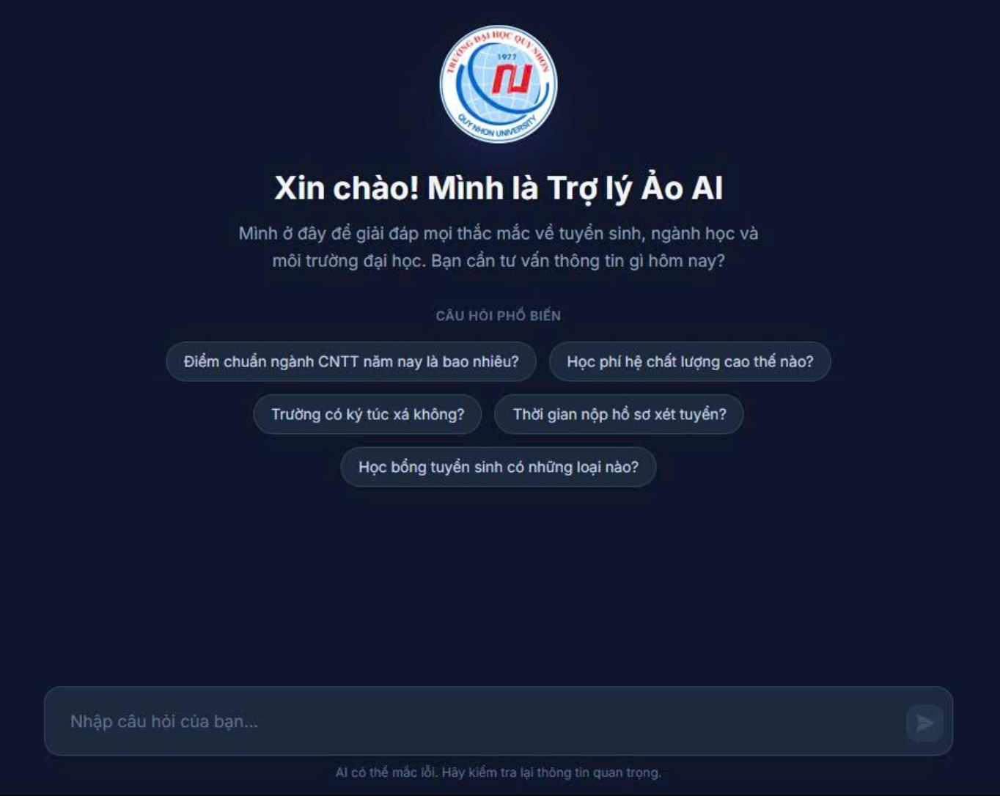 TRƯỜNG ĐẠI HỌC QUY NHƠN
1977
QUY NHON UNIVERSITY
Xin chào! Mình là Trợ lý Ảo AI
Mình ở đây để giải đáp mọi thắc mắc về tuyển sinh, ngành học và
môi trường đại học. Bạn cần tư vấn thông tin gì hôm nay?
CÂU HỎI PHỔ BIẾN
Điểm chuẩn ngành CNTT năm nay là bao nhiêu?
Học phí hệ chất lượng cao thế nào?
Trường có ký túc xá không?
Thời gian nộp hồ sơ xét tuyển?
Học bổng tuyển sinh có những loại nào?
Nhập câu hỏi của bạn...
AI có thể mắc lỗi. Hãy kiểm tra lại thông tin quan trọng.